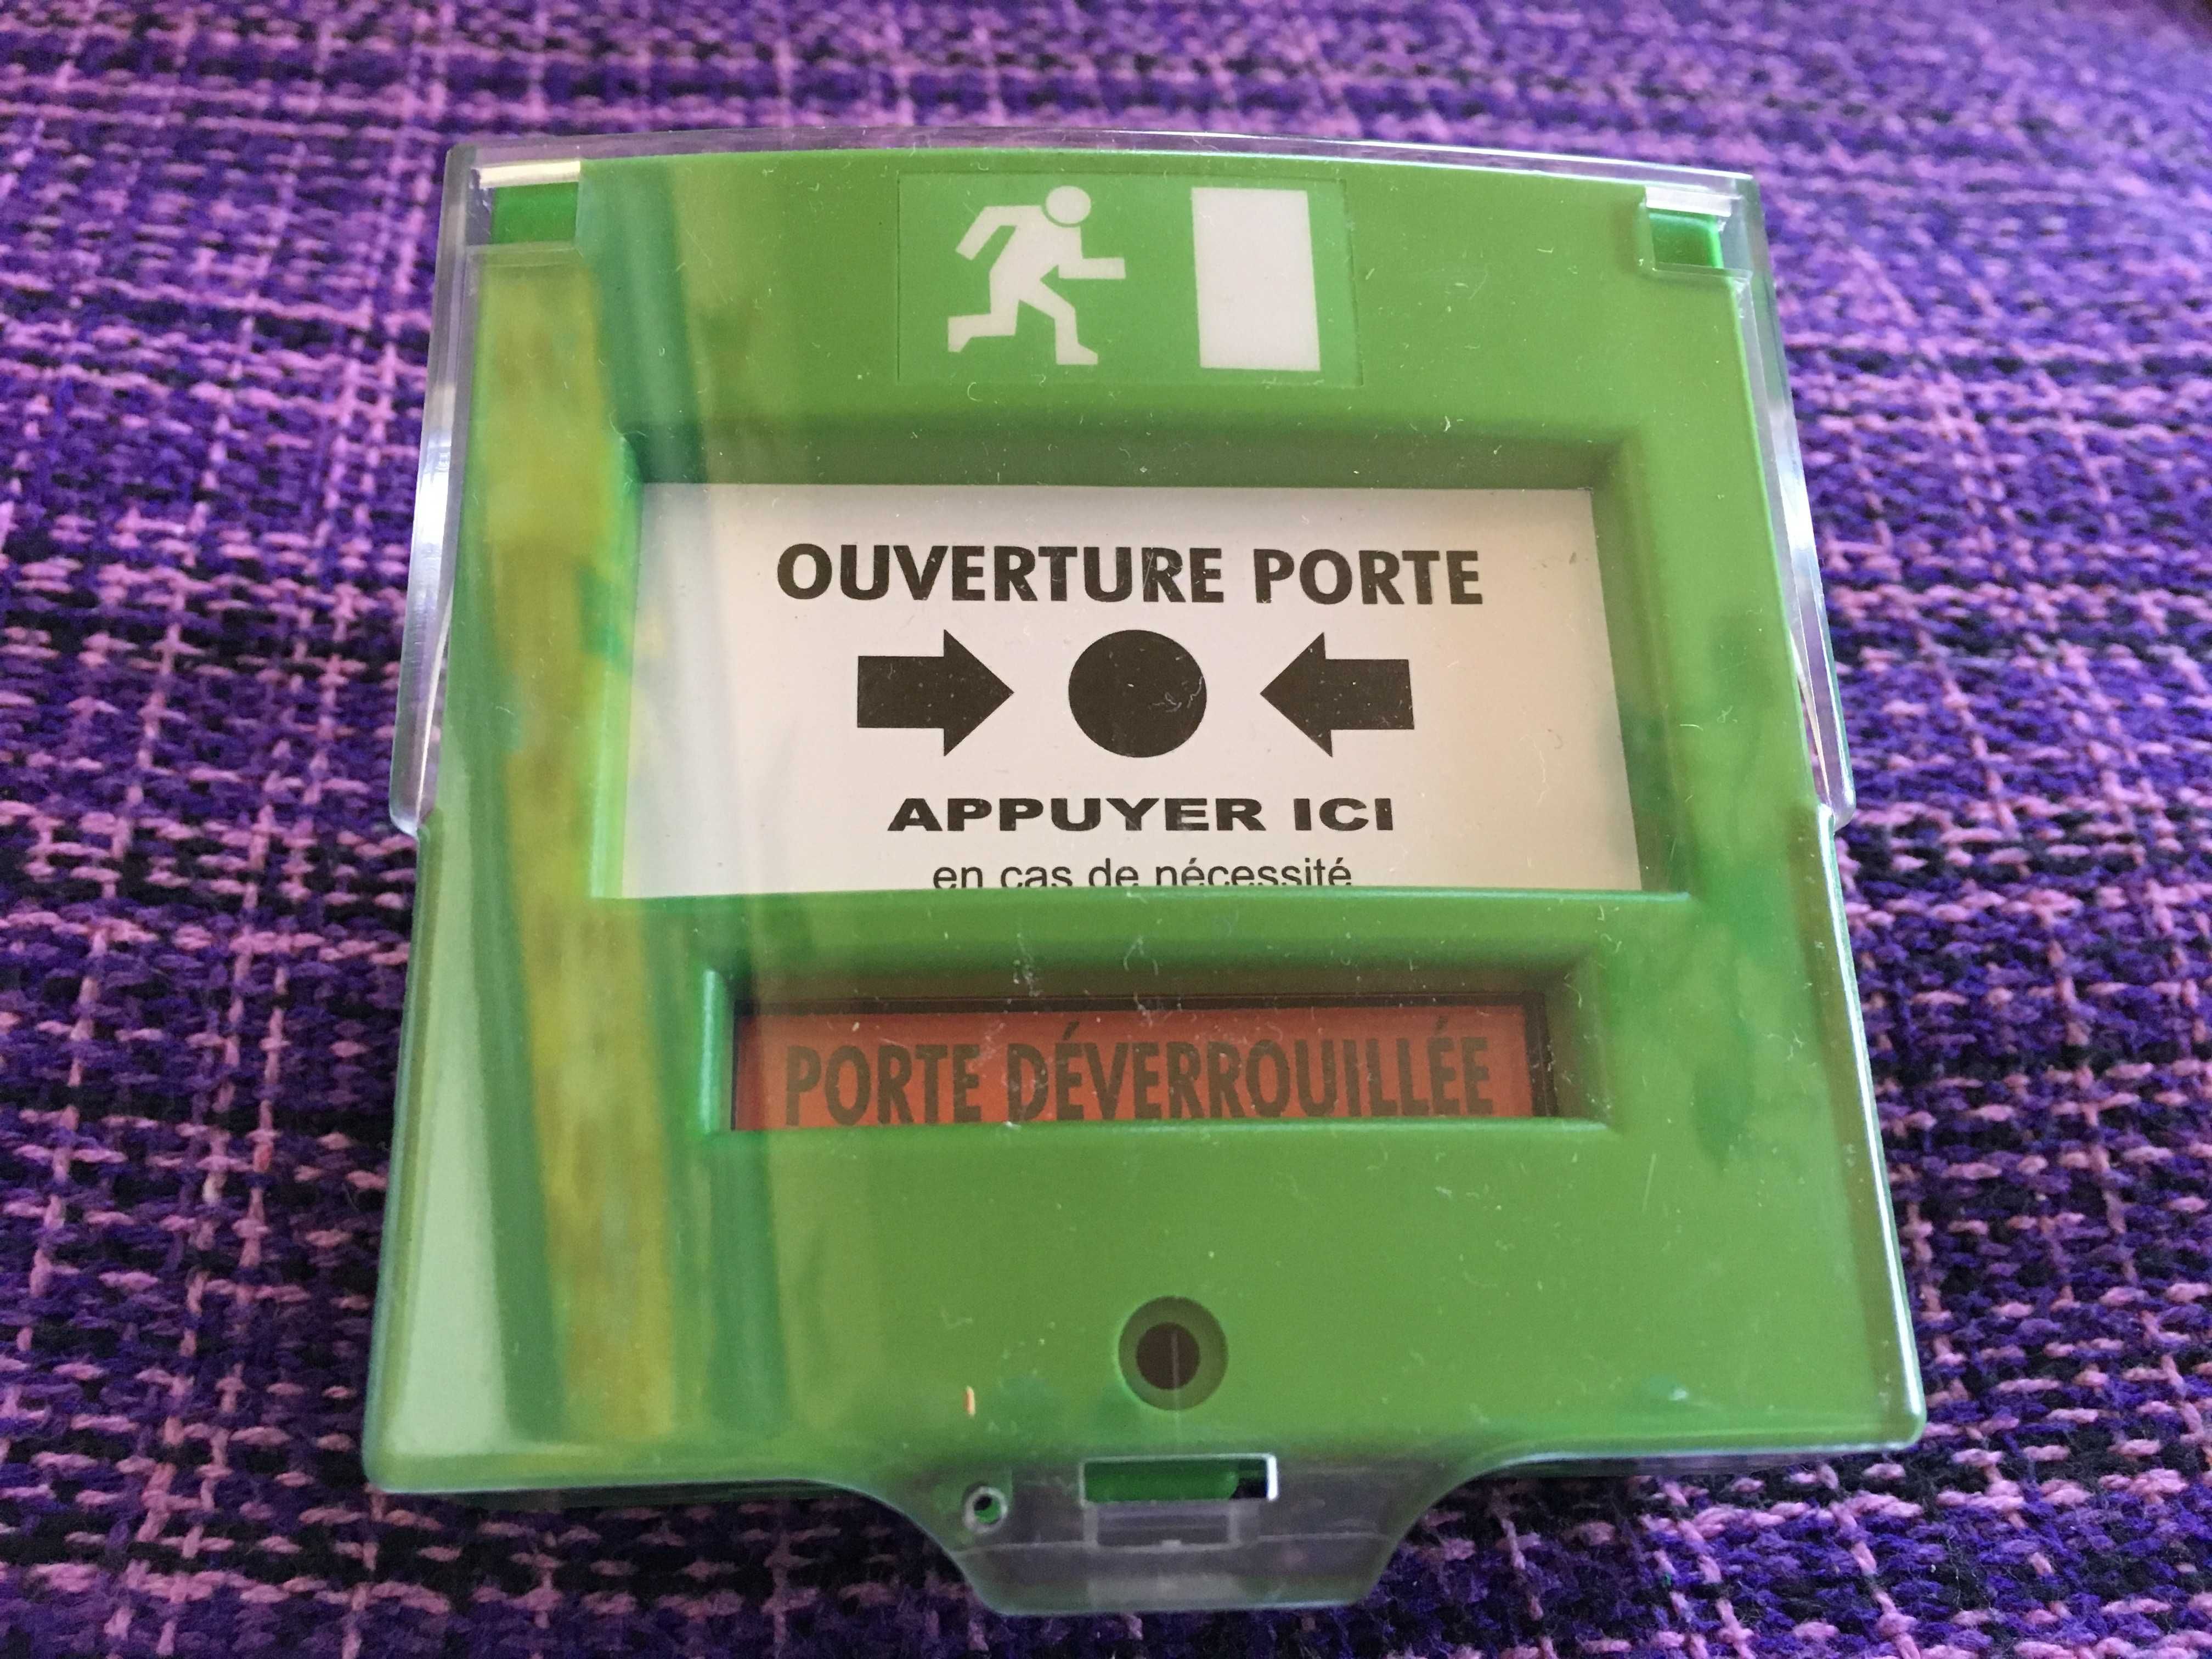 OUVERTURE PORTE
APPUYER ICI
en cas de nécessité
PORTE DÉVERROUILLÉE